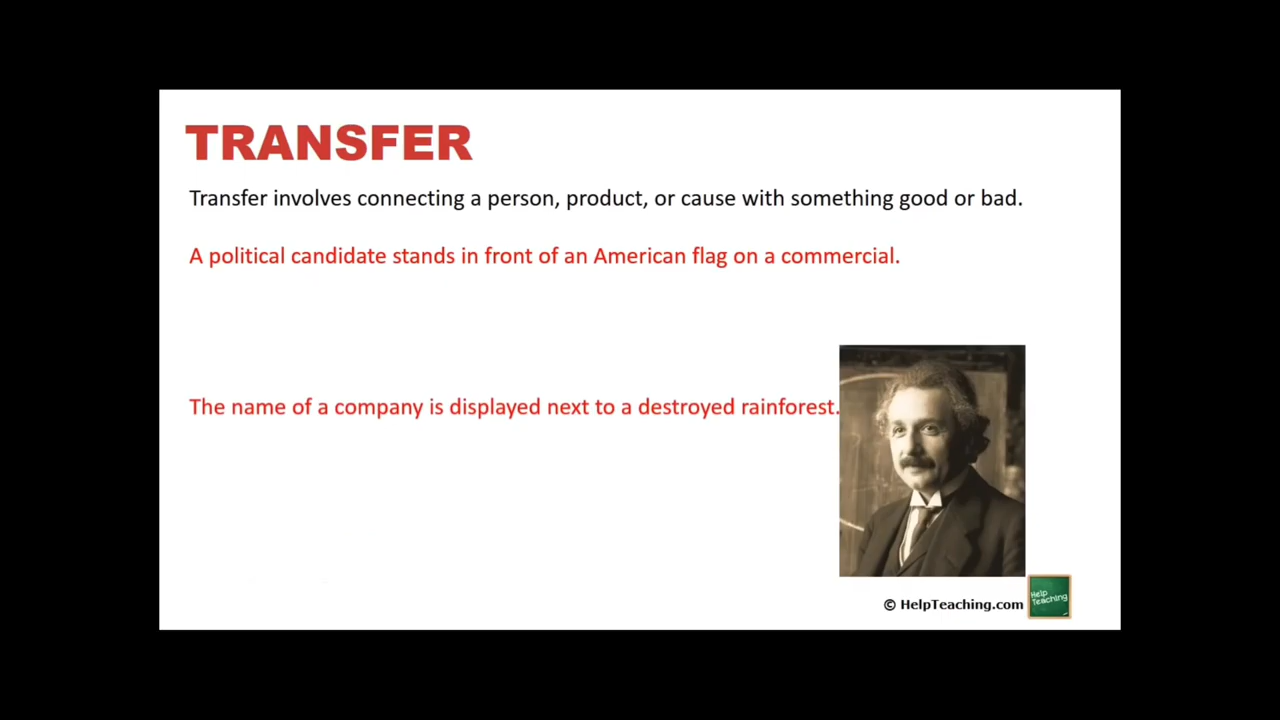 TRANSFER
Transfer involves connecting a person, product, or cause with something good or bad.
A political candidate stands in front of an American flag on a commercial.
The name of a company is displayed next to a destroyed rainforest.
© HelpTeaching.com
Help
Teaching